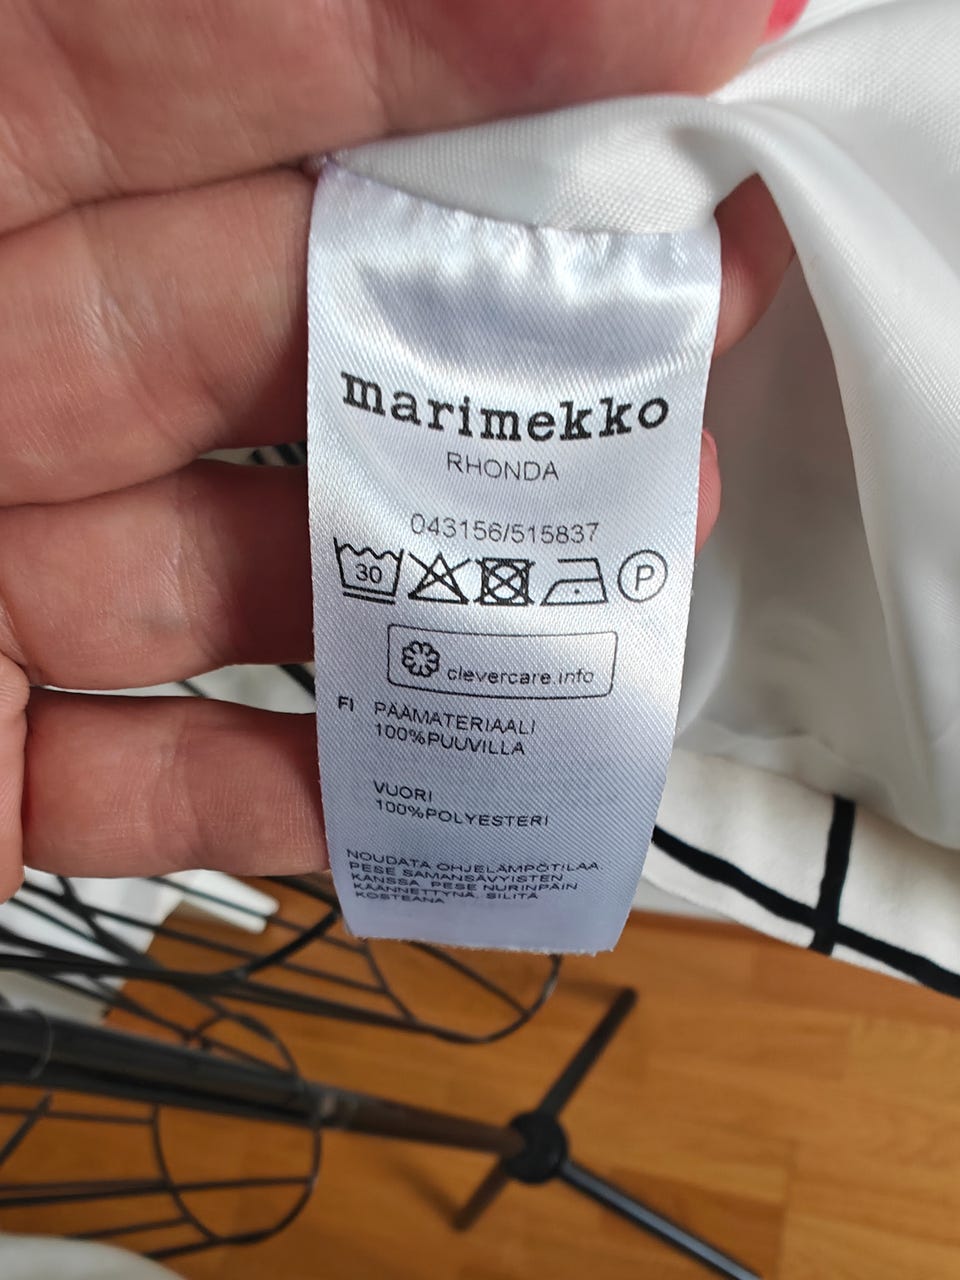 marimekko
RHONDA
043156/515837
30
P
clevercare.info
FI PÄÄMATERIAALI
100%PUUVILLA
VUORI
100%POLYESTERI
NOUDATA OHJELÄMPÖTILAA.
PESE SAMANSÄVYISTEN
KANSSA. PESE NURINPÄIN
KÄÄNNETTYNÄ. SILITÄ
KOSTEANA